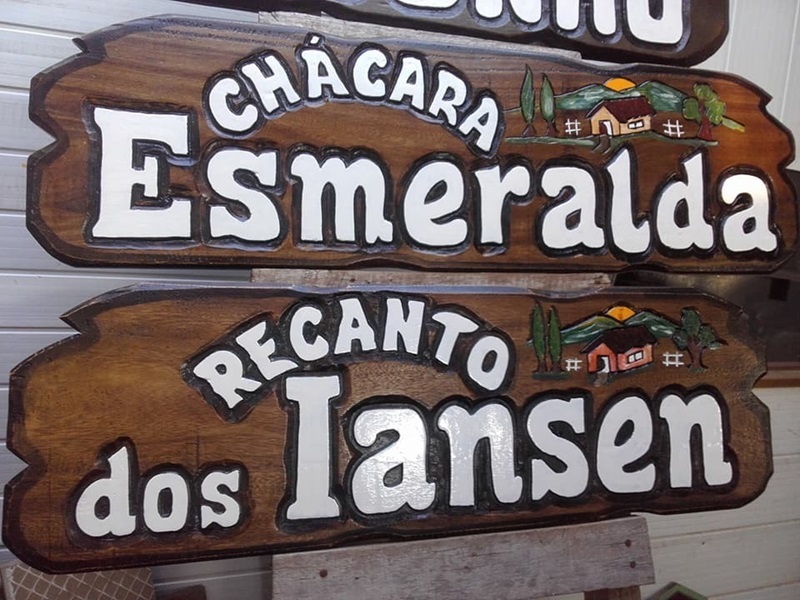 CHÁCARA
Esmeralda
RECANTO
dos Iansen